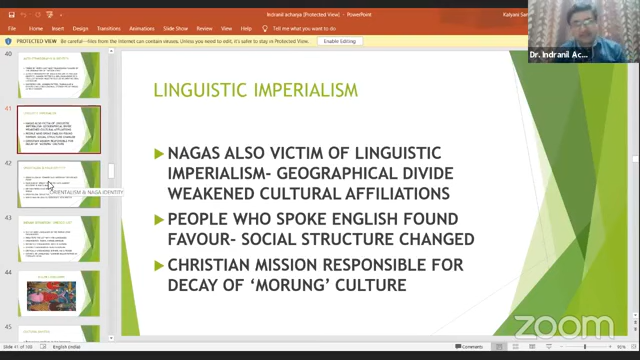 Indranil acharya [Protected View] - PowerPoint
File Home Insert Design Transitions Animations Slide Show Review View Help Tell me what you want to do
PROTECTED VIEW Be careful—files from the Internet can contain viruses. Unless you need to edit, it's safer to stay in Protected View. Enable Editing
Dr. Indranil Ac...
40
41
42
ORIENTALISM & NAGA IDENTITY
43
44
45
LINGUISTIC IMPERIALISM
NAGAS ALSO VICTIM OF LINGUISTIC
IMPERIALISM- GEOGRAPHICAL DIVIDE
WEAKENED CULTURAL AFFILIATIONS
PEOPLE WHO SPOKE ENGLISH FOUND
FAVOUR- SOCIAL STRUCTURE CHANGED
CHRISTIAN MISSION RESPONSIBLE FOR
DECAY OF ‘MORUNG’ CULTURE
zoom
Slide 41 of 100 English (India) Comments